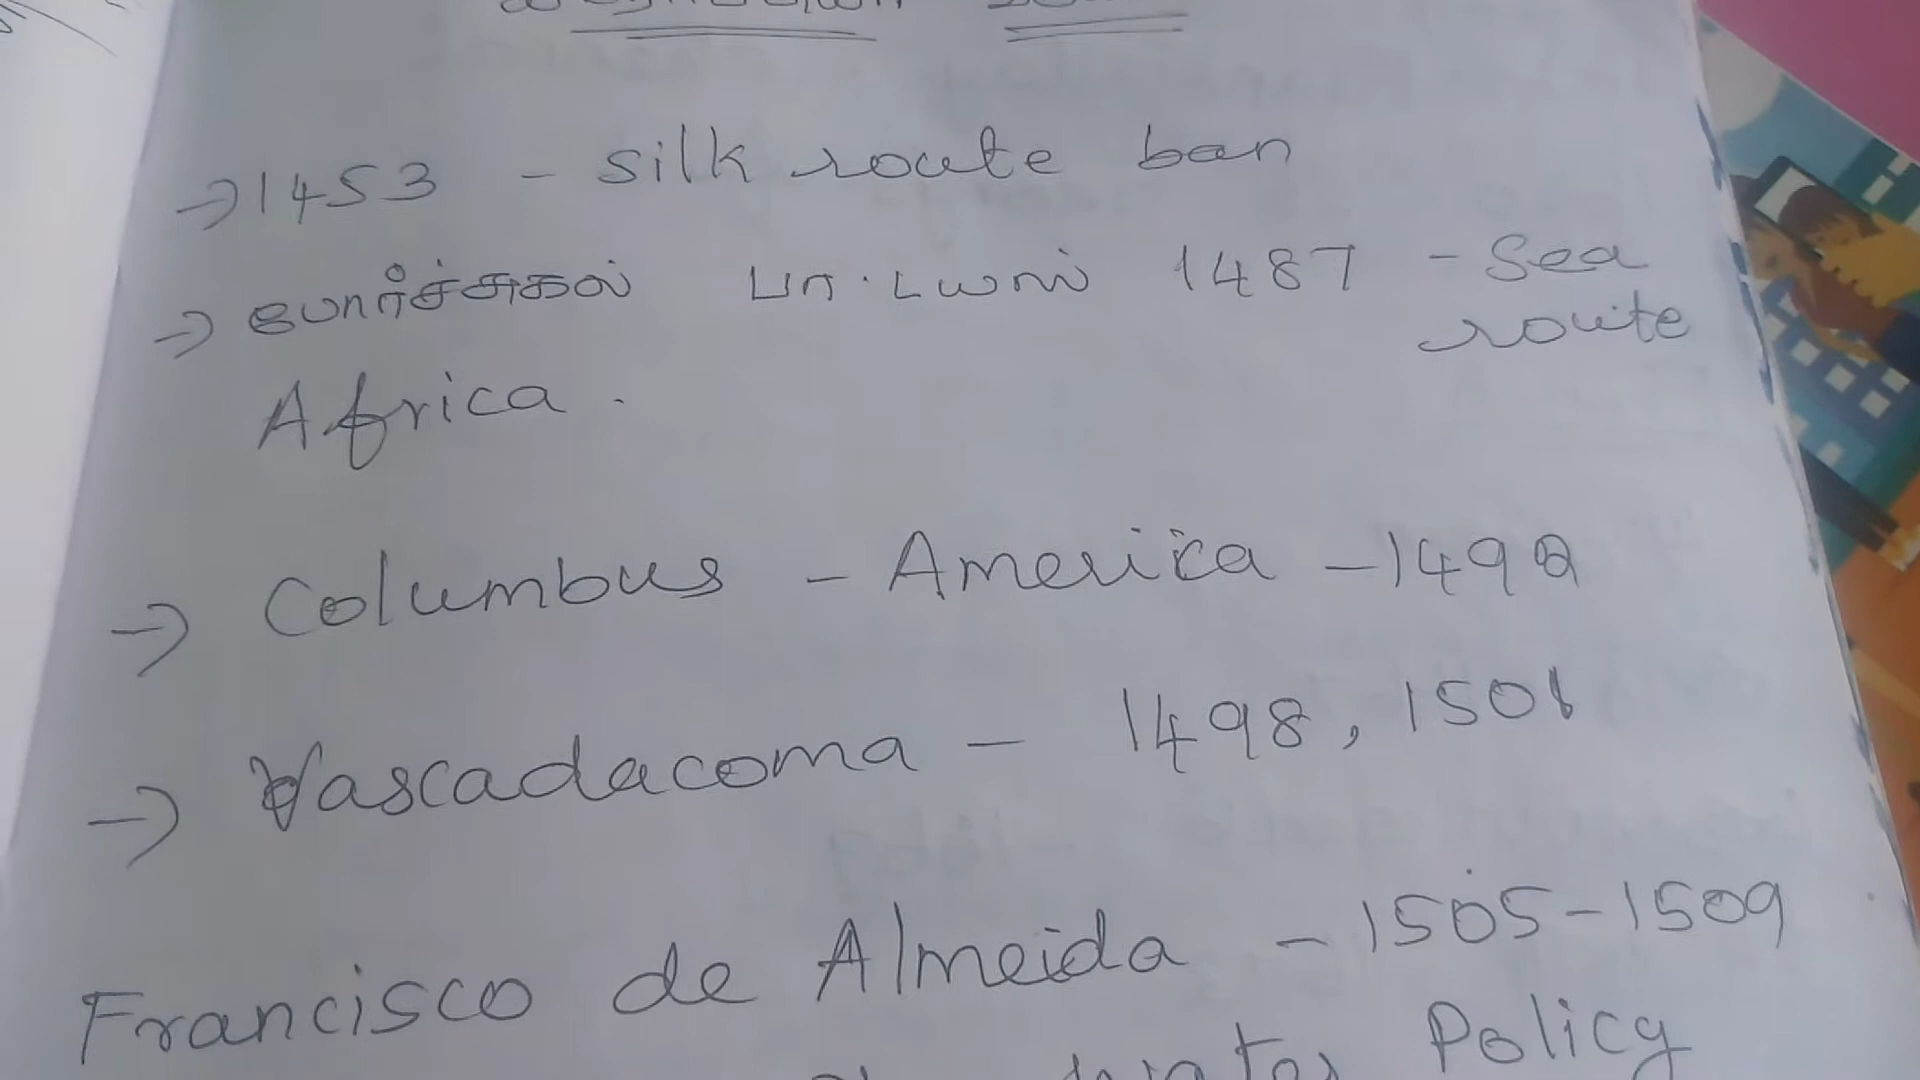 → 1453 - silk route ban
→ போர்ச்சுகல் பா.டயஸ் 1487 - Sea
route
Africa.
→ Columbus - America - 1492
→ Vascadacoma - 1498, 1501
Francisco de Almeida - 1505-1509
Policy